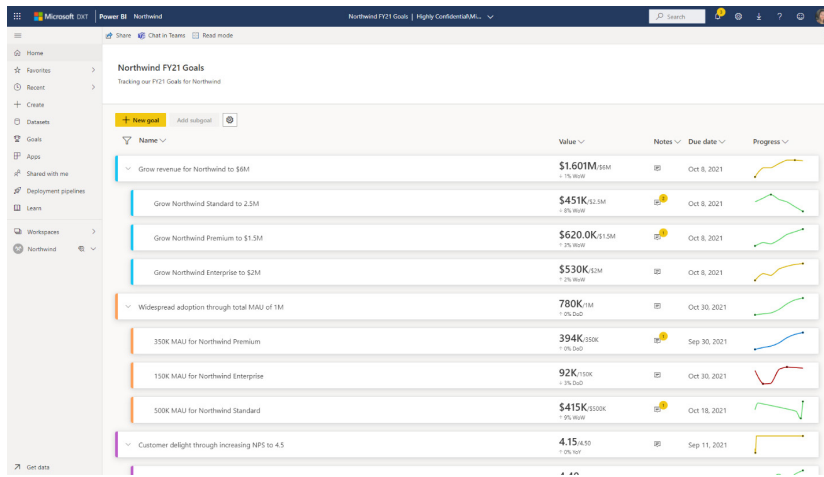 Microsoft DXT Power BI Northwind Northwind FY21 Goals | Highly Confidential\Mi... Search
Share Chat in Teams Read mode
Home
Favorites
Recent
Create
Datasets
Goals
Apps
Shared with me
Deployment pipelines
Learn
Workspaces
Northwind
Get data
Northwind FY21 Goals
Tracking our FY21 Goals for Northwind
New goal Add subgoal
Name Value Notes Due date Progress
Grow revenue for Northwind to $6M $1.601M/$6M Oct 8, 2021
↓ 1% WoW
Grow Northwind Standard to 2.5M $451K/$2.5M Oct 8, 2021
↓ 8% WoW
Grow Northwind Premium to $1.5M $620.0K/$1.5M Oct 8, 2021
↑ 3% WoW
Grow Northwind Enterprise to $2M $530K/$2M Oct 8, 2021
↑ 2% WoW
Widespread adoption through total MAU of 1M 780K/1M Oct 30, 2021
↑ 0% DoD
350K MAU for Northwind Premium 394K/350K Sep 30, 2021
↑ 0% DoD
150K MAU for Northwind Enterprise 92K/150K Oct 30, 2021
↑ 3% DoD
500K MAU for Northwind Standard $415K/$500K Oct 18, 2021
↑ 9% WoW
Customer delight through increasing NPS to 4.5 4.15/4.50 Sep 11, 2021
↑ 0% YoY